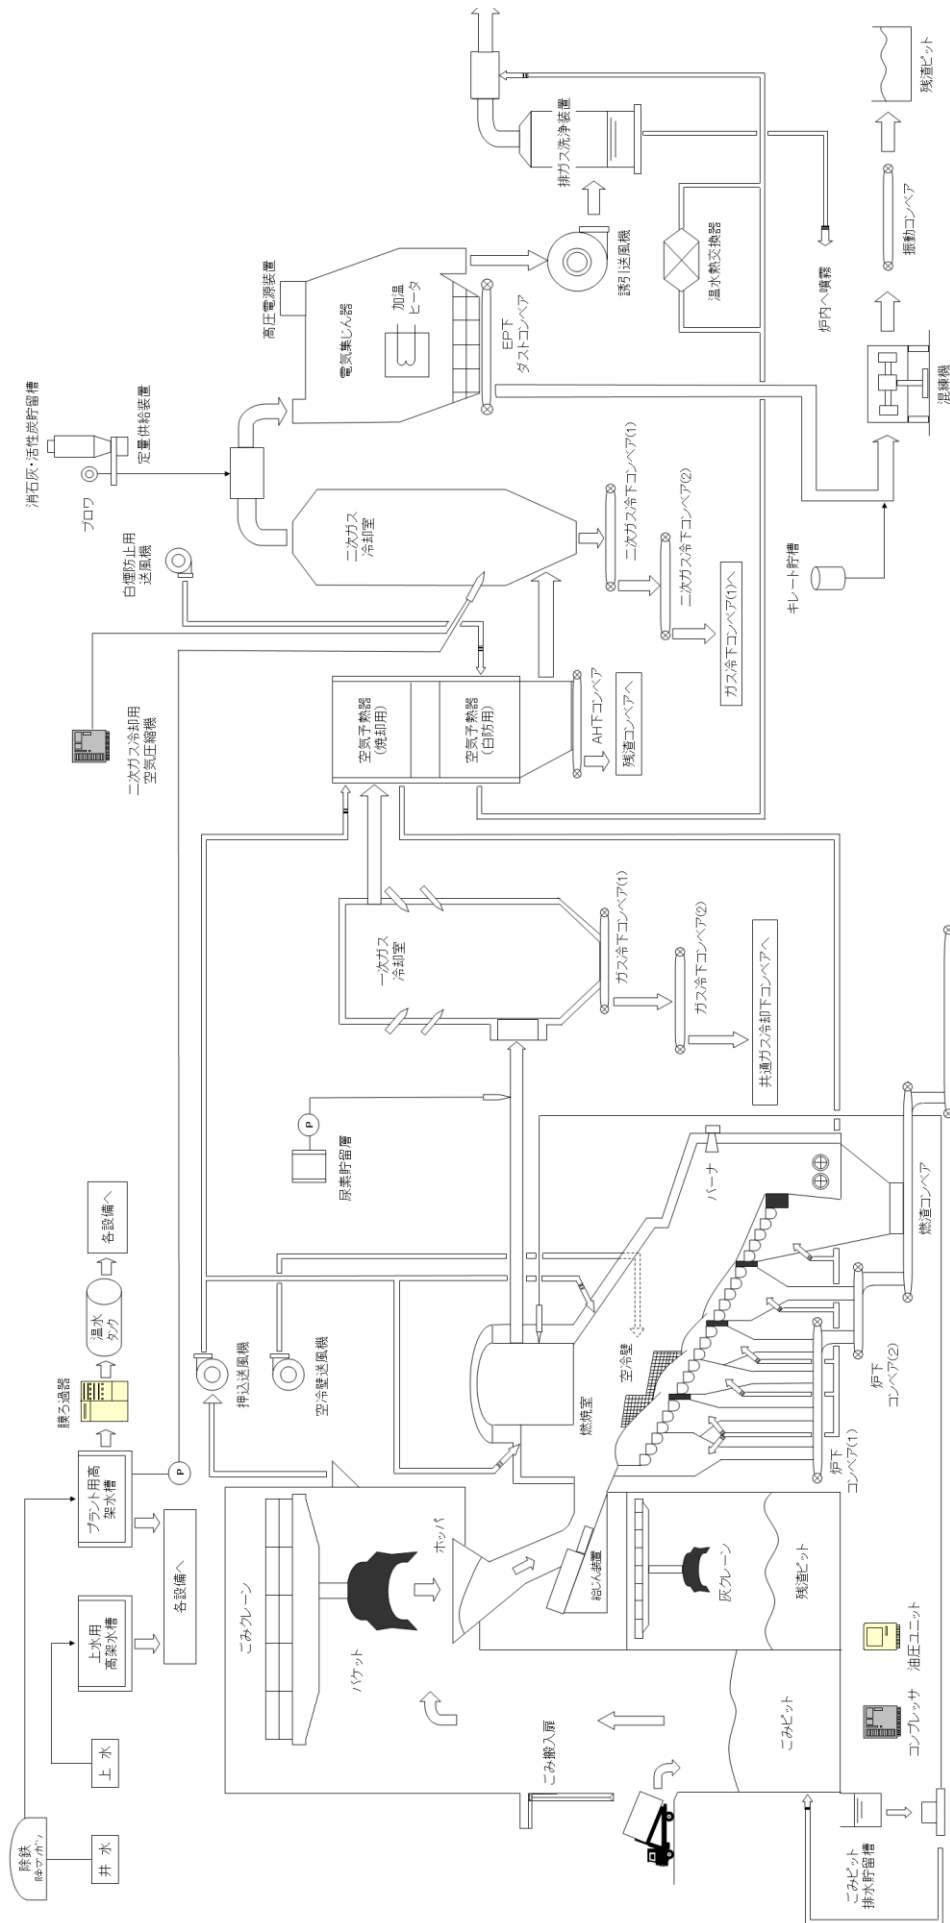 除鉄
除マンガン
井 水
上 水
上水用
高架水槽
各設備へ
プラント用高
架水槽
P
膜ろ過器
温水
タンク
各設備へ
二次ガス冷却用
空気圧縮機
白煙防止用
送風機
ブロワ
消石灰・活性炭貯留槽
定量供給装置
高圧電源装置
電気集じん器
加温
ヒータ
EP下
ダストコンベア
誘引送風機
排ガス洗浄装置
温水熱交換器
炉内へ噴霧
混練機
振動コンベア
残渣ピット
キレート貯槽
二次ガス
冷却室
二次ガス冷下コンベア(1)
二次ガス冷下コンベア(2)
ガス冷下コンベア(1)へ
空気予熱器
(焼却用)
空気予熱器
(白防用)
AH下コンベア
残渣コンベアへ
一次ガス
冷却室
ガス冷下コンベア(1)
ガス冷下コンベア(2)
共通ガス冷却下コンベアへ
P
尿素貯留層
押込送風機
空冷壁送風機
バーナ
空冷壁
燃焼室
燃渣コンベア
炉下
コンベア(2)
炉下
コンベア(1)
ごみクレーン
バケット
ホッパ
給じん装置
灰クレーン
残渣ピット
ごみ搬入扉
ごみピット
油圧ユニット
コンプレッサ
ごみピット
排水貯留槽